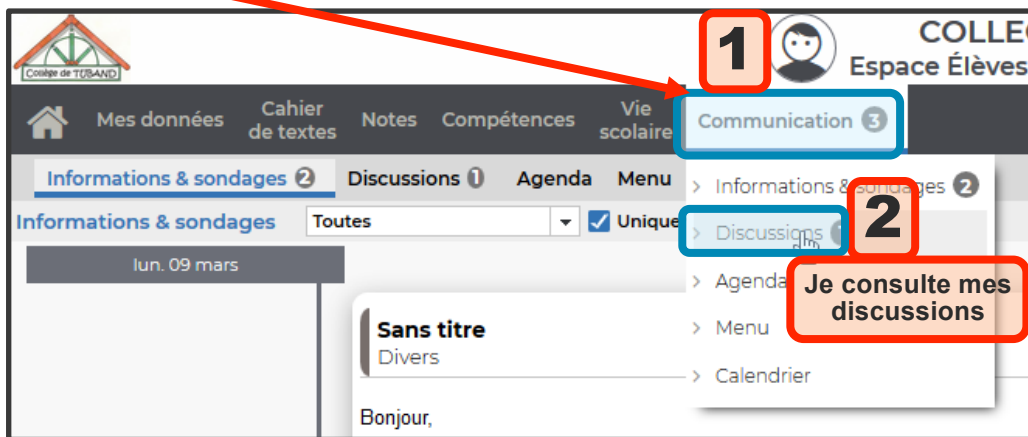 Collège de TUBAND
1
COLLE
Espace Élèves
Mes données
Cahier
de textes
Notes
Compétences
Vie
scolaire
Communication 3
Informations & sondages 2
Discussions 1
Agenda
Menu
> Informations & sondages 2
Informations & sondages
Toutes
Unique
> Discussions
2
lun. 09 mars
> Agenda
Je consulte mes
discussions
Sans titre
Divers
> Menu
> Calendrier
Bonjour,